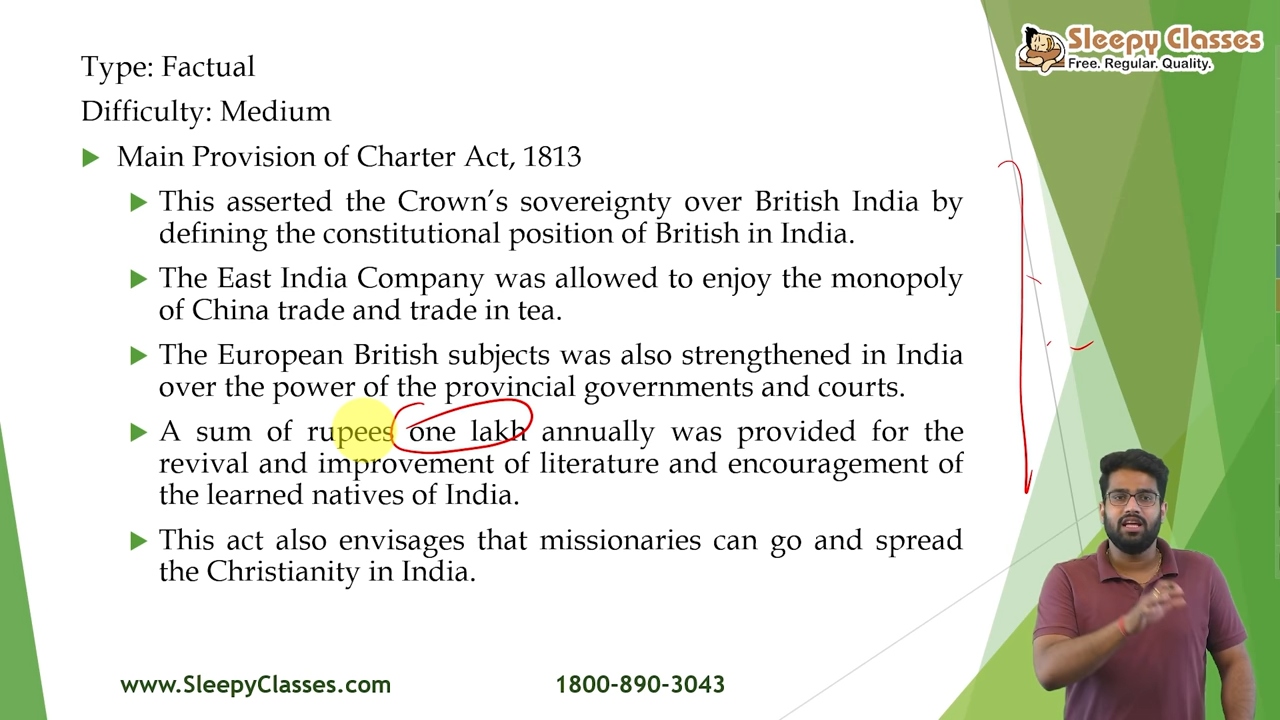 Sleepy Classes
Free. Regular. Quality.
Type: Factual
Difficulty: Medium
Main Provision of Charter Act, 1813
This asserted the Crown’s sovereignty over British India by
defining the constitutional position of British in India.
The East India Company was allowed to enjoy the monopoly
of China trade and trade in tea.
The European British subjects was also strengthened in India
over the power of the provincial governments and courts.
A sum of rupees one lakh annually was provided for the
revival and improvement of literature and encouragement of
the learned natives of India.
This act also envisages that missionaries can go and spread
the Christianity in India.
www.SleepyClasses.com
1800-890-3043